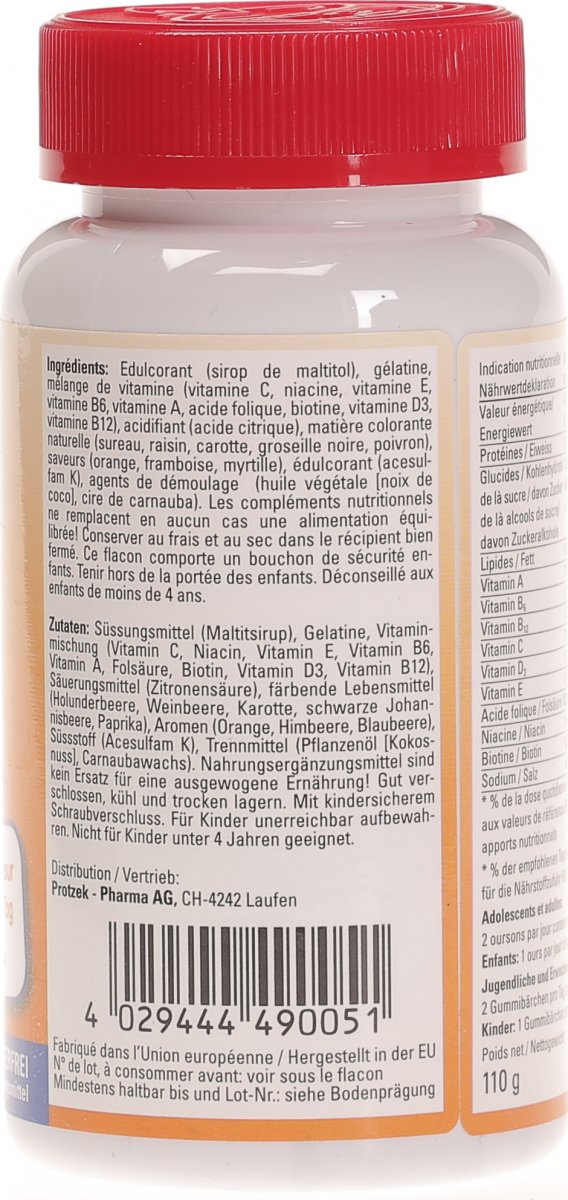 Ingrédients: Edulcorant (sirop de maltitol), gélatine,
mélange de vitamine (vitamine C, niacine, vitamine E,
vitamine B6, vitamine A, acide folique, biotine, vitamine D3,
vitamine B12), acidifiant (acide citrique), matière colorante
naturelle (sureau, raisin, carotte, groseille noire, poivron),
saveurs (orange, framboise, myrtille), édulcorant (acesul-
fam K), agents de démoulage (huile végétale [noix de
coco], cire de carnauba). Les compléments nutritionnels
ne remplacent en aucun cas une alimentation équi-
librée! Conserver au frais et au sec dans le récipient bien
fermé. Ce flacon comporte un bouchon de sécurité en-
fants. Tenir hors de la portée des enfants. Déconseillé aux
enfants de moins de 4 ans.
Zutaten: Süssungsmittel (Maltitsirup), Gelatine, Vitamin-
mischung (Vitamin C, Niacin, Vitamin E, Vitamin B6,
Vitamin A, Folsäure, Biotin, Vitamin D3, Vitamin B12),
Säuerungsmittel (Zitronensäure), färbende Lebensmittel
(Holunderbeere, Weinbeere, Karotte, schwarze Johan-
nisbeere, Paprika), Aromen (Orange, Himbeere, Blaubeere),
Süssstoff (Acesulfam K), Trennmittel (Pflanzenöl [Kokos-
nuss], Carnaubawachs). Nahrungsergänzungsmittel sind
kein Ersatz für eine ausgewogene Ernährung! Gut ver-
schlossen, kühl und trocken lagern. Mit kindersicherem
Schraubverschluss. Für Kinder unerreichbar aufbewah-
ren. Nicht für Kinder unter 4 Jahren geeignet.
Distribution / Vertrieb:
Protzek - Pharma AG, CH-4242 Laufen
4 029444 490051
Fabriqué dans l'Union européenne / Hergestellt in der EU
N° de lot, à consommer avant: voir sous le flacon
Mindestens haltbar bis und Lot-Nr.: siehe Bodenprägung
Indication nutritionnelle
Nährwertdeklaration
Valeur énergétique/
Energiewert
Protéines / Eiweiss
Glucides / Kohlenhydrate
de là sucre / davon Zucker
de là alcools de sucre/
davon Zuckeralkohole
Lipides / Fett
Vitamin A
Vitamin B6
Vitamin B12
Vitamin C
Vitamin D3
Vitamin E
Acide folique / Folsäure
Niacine / Niacin
Biotine / Biotin
Sodium / Salz
* % de la dose
aux valeurs de
apports nutritionnels
* % der empfohlenen
für die
Adolescents et adultes:
2 oursons par jour
Enfants: 1 ours par jour
Jugendliche und
2 Gummibärchen pro
Kinder: 1 Gummibärchen
Poids net / Nettogewicht
110 g